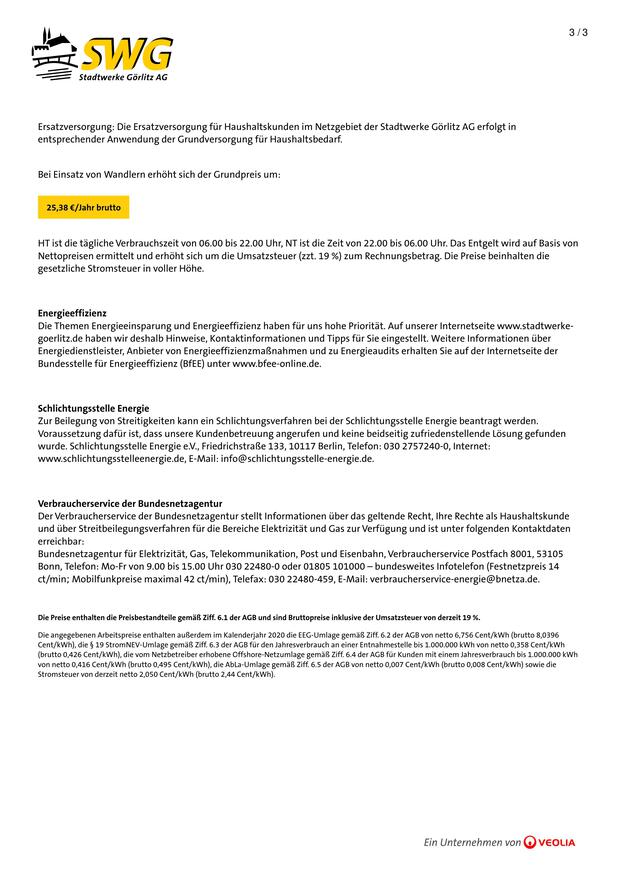 3 / 3
SWG
Stadtwerke Görlitz AG
Ersatzversorgung: Die Ersatzversorgung für Haushaltskunden im Netzgebiet der Stadtwerke Görlitz AG erfolgt in
entsprechender Anwendung der Grundversorgung für Haushaltsbedarf.
Bei Einsatz von Wandlern erhöht sich der Grundpreis um:
25,38 €/Jahr brutto
HT ist die tägliche Verbrauchszeit von 06.00 bis 22.00 Uhr, NT ist die Zeit von 22.00 bis 06.00 Uhr. Das Entgelt wird auf Basis von
Nettopreisen ermittelt und erhöht sich um die Umsatzsteuer (zzt. 19 %) zum Rechnungsbetrag. Die Preise beinhalten die
gesetzliche Stromsteuer in voller Höhe.
Energieeffizienz
Die Themen Energieeinsparung und Energieeffizienz haben für uns hohe Priorität. Auf unserer Internetseite www.stadtwerke-
goerlitz.de haben wir deshalb Hinweise, Kontaktinformationen und Tipps für Sie eingestellt. Weitere Informationen über
Energiedienstleister, Anbieter von Energieeffizienzmaßnahmen und zu Energieaudits erhalten Sie auf der Internetseite der
Bundesstelle für Energieeffizienz (BfEE) unter www.bfee-online.de.
Schlichtungsstelle Energie
Zur Beilegung von Streitigkeiten kann ein Schlichtungsverfahren bei der Schlichtungsstelle Energie beantragt werden.
Voraussetzung dafür ist, dass unsere Kundenbetreuung angerufen und keine beidseitig zufriedenstellende Lösung gefunden
wurde. Schlichtungsstelle Energie e.V., Friedrichstraße 133, 10117 Berlin, Telefon: 030 2757240-0, Internet:
www.schlichtungsstelleenergie.de, E-Mail: info@schlichtungsstelle-energie.de.
Verbraucherservice der Bundesnetzagentur
Der Verbraucherservice der Bundesnetzagentur stellt Informationen über das geltende Recht, Ihre Rechte als Haushaltskunde
und über Streitbeilegungsverfahren für die Bereiche Elektrizität und Gas zur Verfügung und ist unter folgenden Kontaktdaten
erreichbar:
Bundesnetzagentur für Elektrizität, Gas, Telekommunikation, Post und Eisenbahn, Verbraucherservice Postfach 8001, 53105
Bonn, Telefon: Mo-Fr von 9.00 bis 15.00 Uhr 030 22480-0 oder 01805 101000 – bundesweites Infotelefon (Festnetzpreis 14
ct/min; Mobilfunkpreise maximal 42 ct/min), Telefax: 030 22480-459, E-Mail: verbraucherservice-energie@bnetza.de.
Die Preise enthalten die Preisbestandteile gemäß Ziff. 6.1 der AGB und sind Bruttopreise inklusive der Umsatzsteuer von derzeit 19 %.
Die angegebenen Arbeitspreise enthalten außerdem im Kalenderjahr 2020 die EEG-Umlage gemäß Ziff. 6.2 der AGB von netto 6,756 Cent/kWh (brutto 8,0396
Cent/kWh), die § 19 StromNEV-Umlage gemäß Ziff. 6.3 der AGB für den Jahresverbrauch an einer Entnahmestelle bis 1.000.000 kWh von netto 0,358 Cent/kWh
(brutto 0,426 Cent/kWh), die vom Netzbetreiber erhobene Offshore-Netzumlage gemäß Ziff. 6.4 der AGB für Kunden mit einem Jahresverbrauch bis 1.000.000 kWh
von netto 0,416 Cent/kWh (brutto 0,495 Cent/kWh), die AbLa-Umlage gemäß Ziff. 6.5 der AGB von netto 0,007 Cent/kWh (brutto 0,008 Cent/kWh) sowie die
Stromsteuer von derzeit netto 2,050 Cent/kWh (brutto 2,44 Cent/kWh).
Ein Unternehmen von VEOLIA